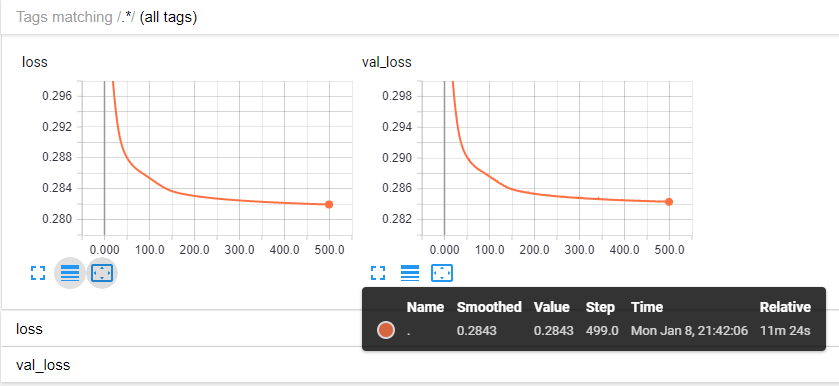 Tags matching /.*/ (all tags)
loss
0.296
0.292
0.288
0.284
0.280
0.000 100.0 200.0 300.0 400.0 500.0
val_loss
0.298
0.294
0.290
0.286
0.282
0.000 100.0 200.0 300.0 400.0 500.0
Name Smoothed Value Step Time Relative
. 0.2843 0.2843 499.0 Mon Jan 8, 21:42:06 11m 24s
loss
val_loss